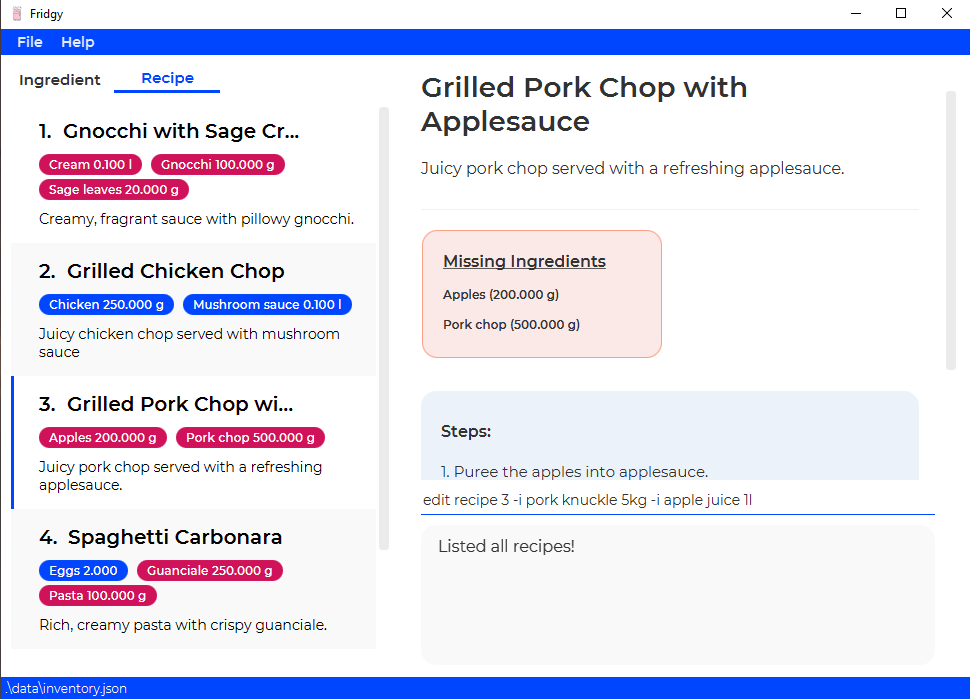 Fridgy
File Help
Ingredient Recipe
1. Gnocchi with Sage Cr...
Cream 0.100 l Gnocchi 100.000 g
Sage leaves 20.000 g
Creamy, fragrant sauce with pillowy gnocchi.
2. Grilled Chicken Chop
Chicken 250.000 g Mushroom sauce 0.100 l
Juicy chicken chop served with mushroom
sauce
3. Grilled Pork Chop wi...
Apples 200.000 g Pork chop 500.000 g
Juicy pork chop served with a refreshing
applesauce.
4. Spaghetti Carbonara
Eggs 2.000 Guanciale 250.000 g
Pasta 100.000 g
Rich, creamy pasta with crispy guanciale.
Grilled Pork Chop with
Applesauce
Juicy pork chop served with a refreshing applesauce.
Missing Ingredients
Apples (200.000 g)
Pork chop (500.000 g)
Steps:
1. Puree the apples into applesauce.
edit recipe 3 -i pork knuckle 5kg -i apple juice 1l
Listed all recipes!
.\data\inventory.json